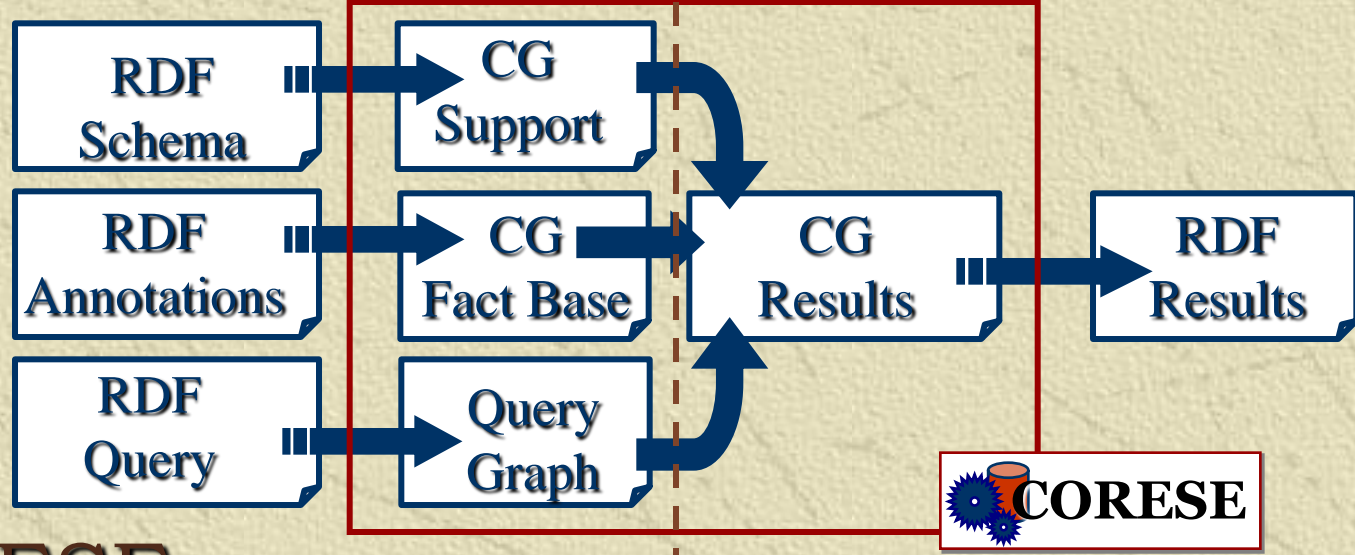 RDF
Schema
CG
Support
RDF
Annotations
CG
Fact Base
CG
Results
RDF
Results
RDF
Query
Query
Graph
CORESE